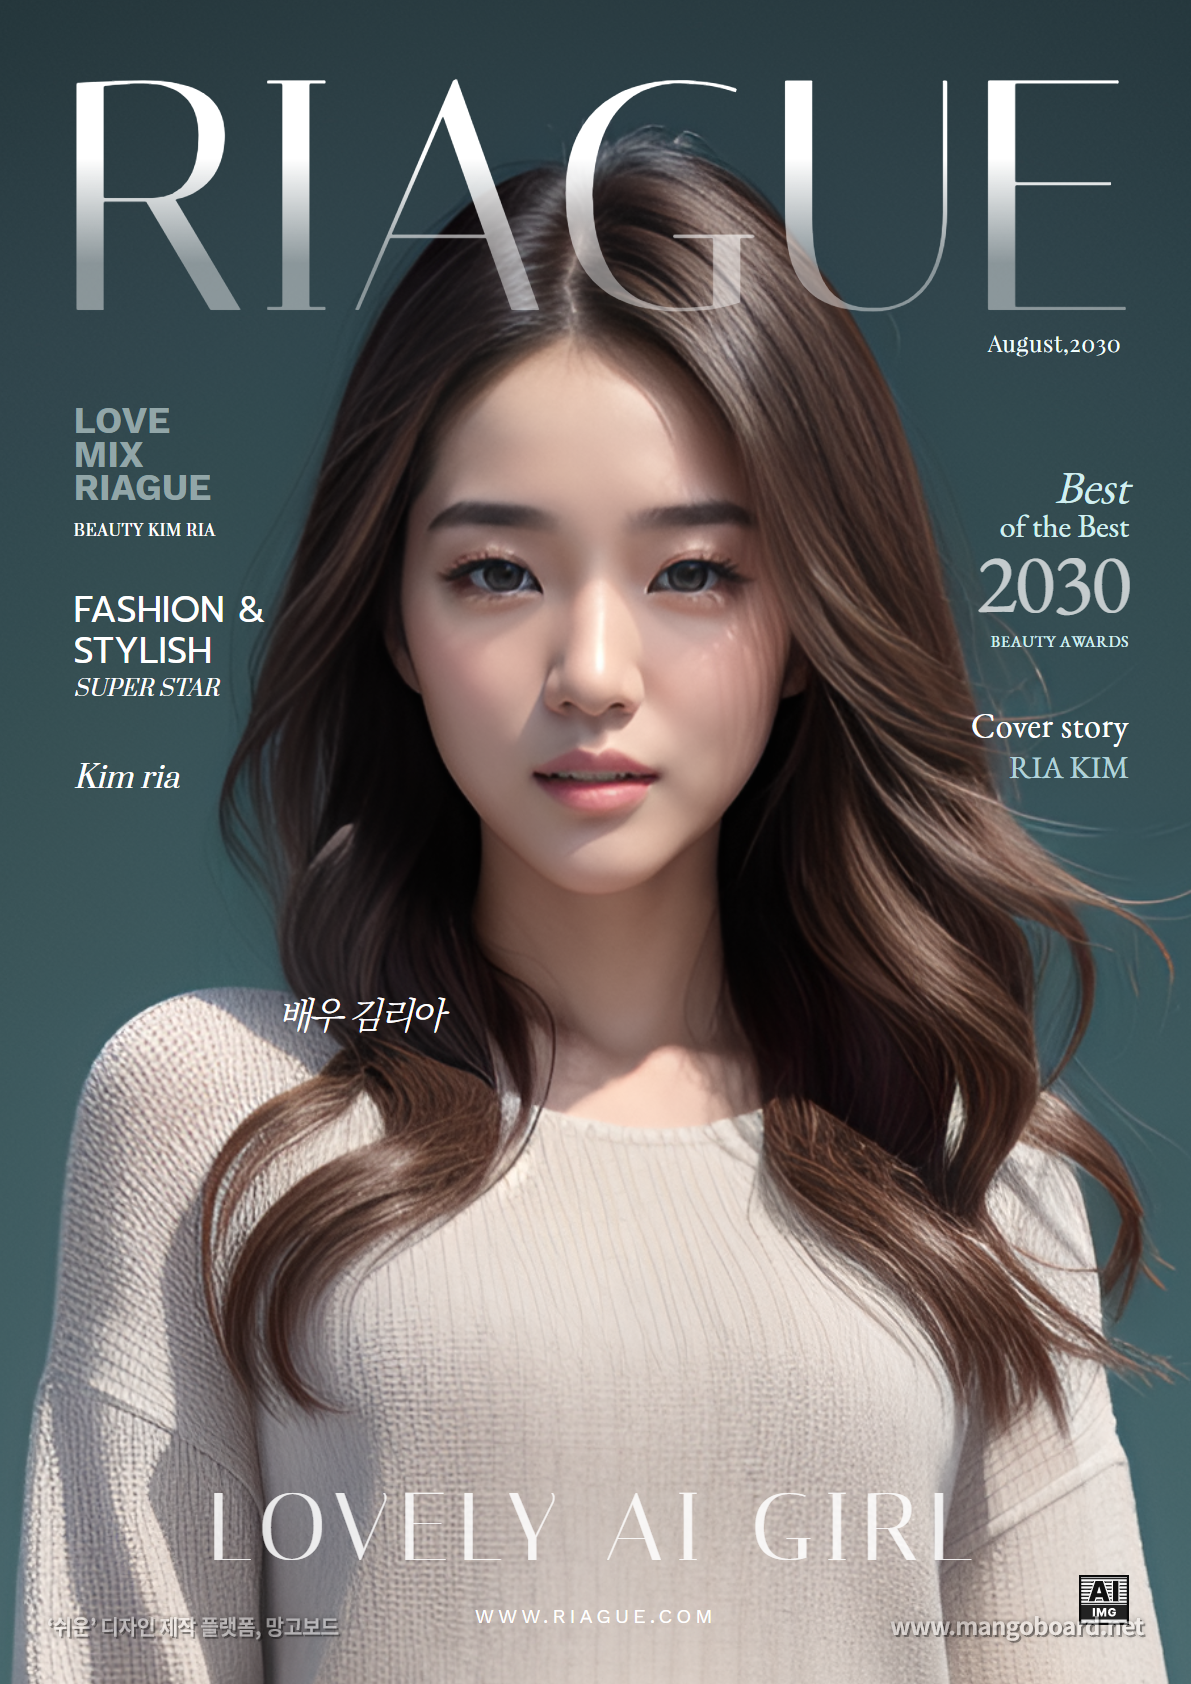 RIAGUE
August,2030
LOVE
MIX
RIAGUE
BEAUTY KIM RIA
FASHION &
STYLISH
SUPER STAR
Kim ria
Best
of the Best
2030
BEAUTY AWARDS
Cover story
RIA KIM
배우 김리아
LOVELY AI GIRL
WWW.RIAGUE.COM
AI
IMG
'쉬운' 디자인 제작 플랫폼, 망고보드
www.mangoboard.net